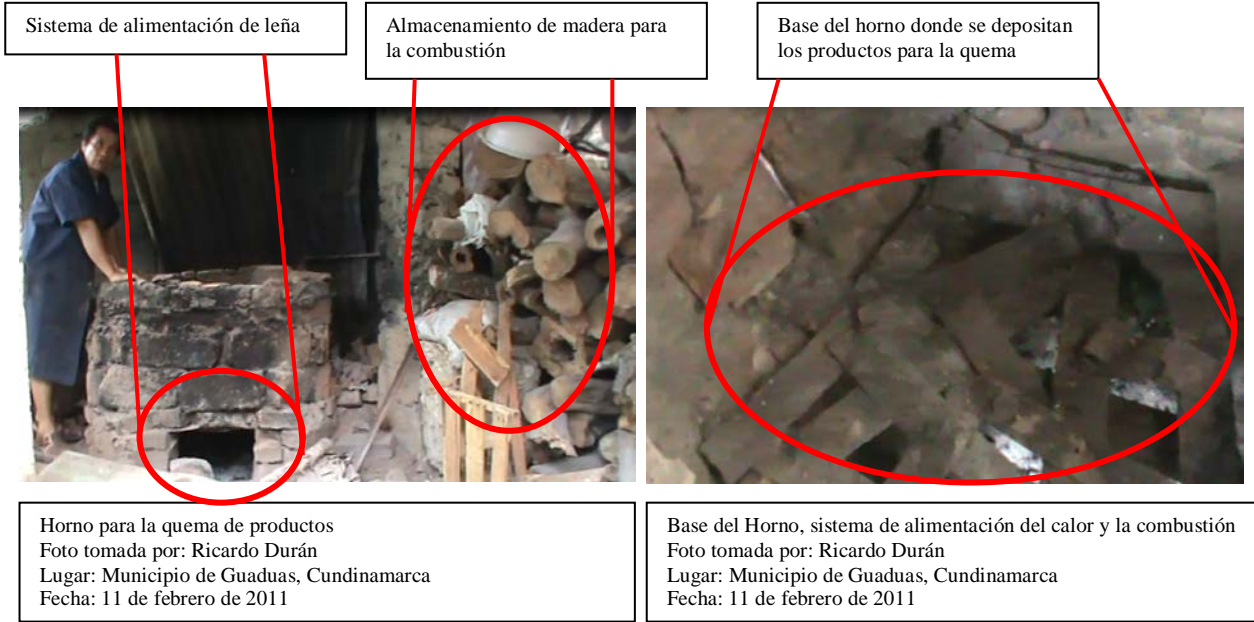 Sistema de alimentación de leña
Almacenamiento de madera para
la combustión
Base del horno donde se depositan
los productos para la quema
Horno para la quema de productos
Foto tomada por: Ricardo Durán
Lugar: Municipio de Guaduas, Cundinamarca
Fecha: 11 de febrero de 2011
Base del Horno, sistema de alimentación del calor y la combustión
Foto tomada por: Ricardo Durán
Lugar: Municipio de Guaduas, Cundinamarca
Fecha: 11 de febrero de 2011